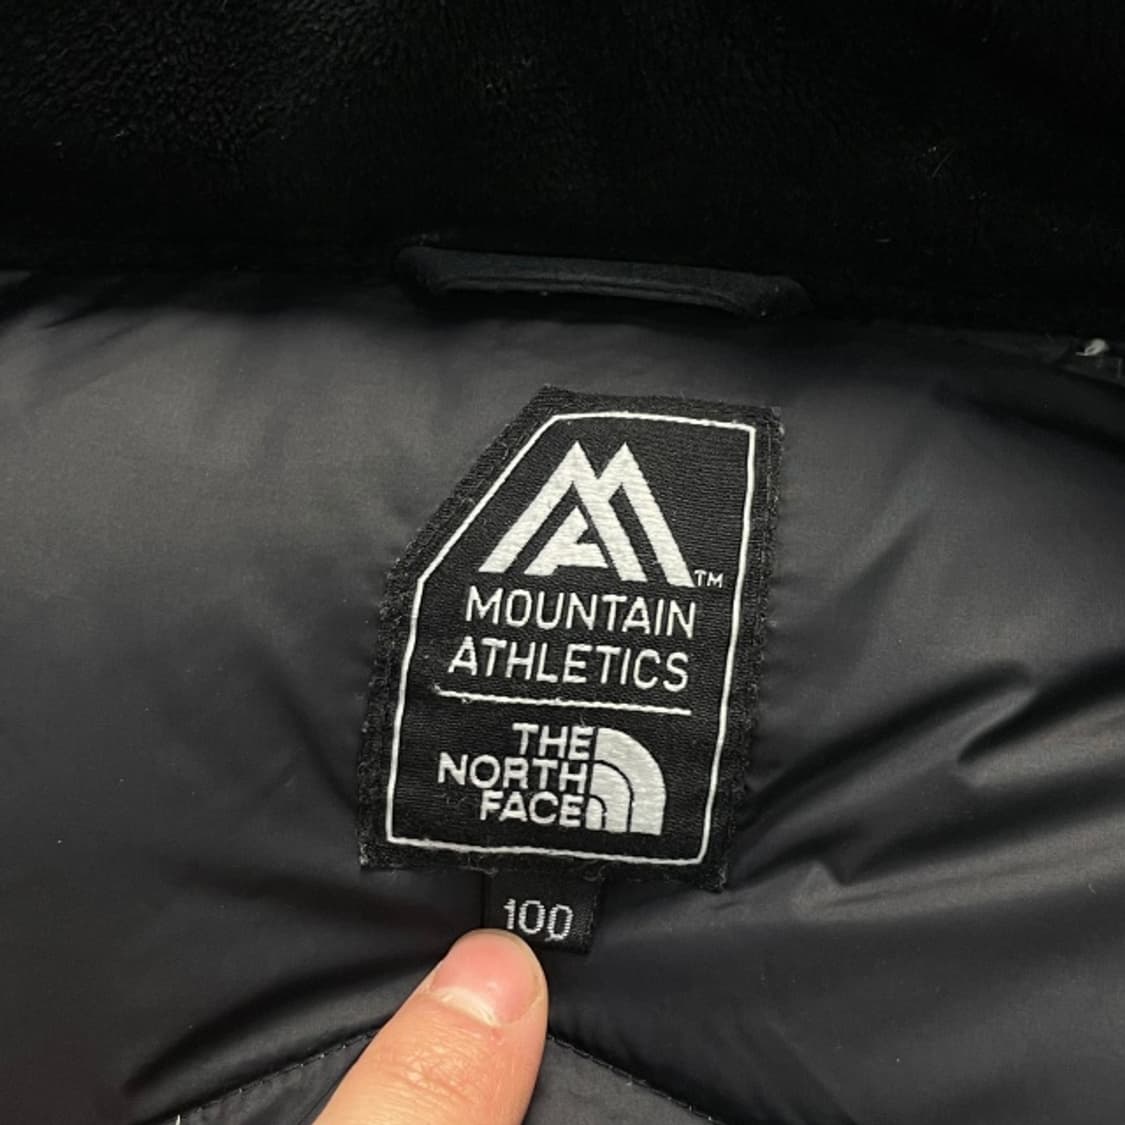 TM
MOUNTAIN
ATHLETICS
THE
NORTH
FACE
100